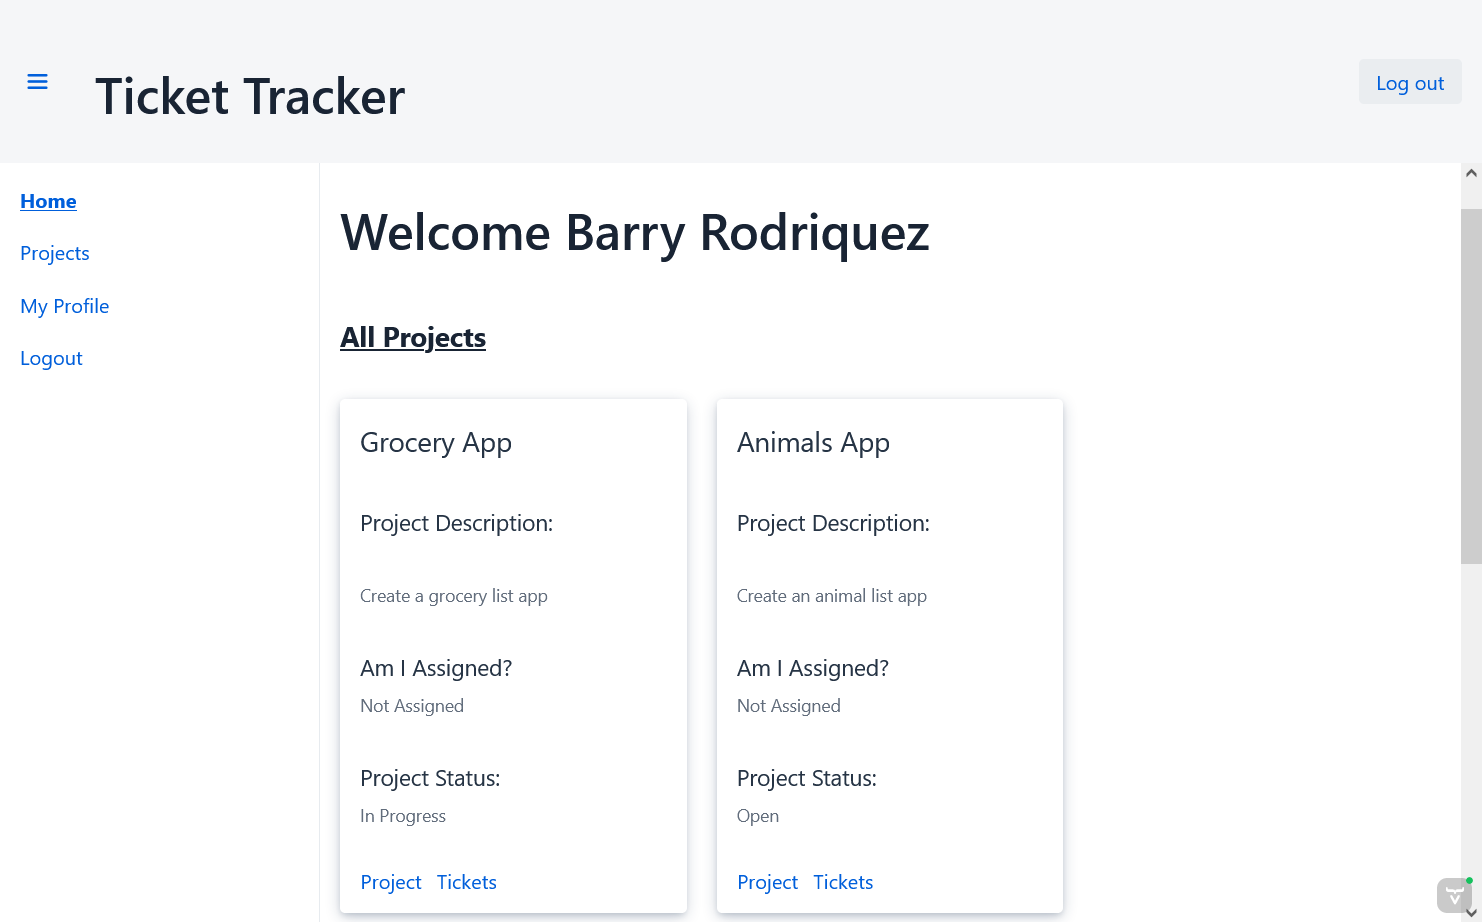 Ticket Tracker
Log out
Home
Projects
My Profile
Logout
Welcome Barry Rodriquez
All Projects
Grocery App
Project Description:
Create a grocery list app
Am I Assigned?
Not Assigned
Project Status:
In Progress
Project Tickets
Animals App
Project Description:
Create an animal list app
Am I Assigned?
Not Assigned
Project Status:
Open
Project Tickets